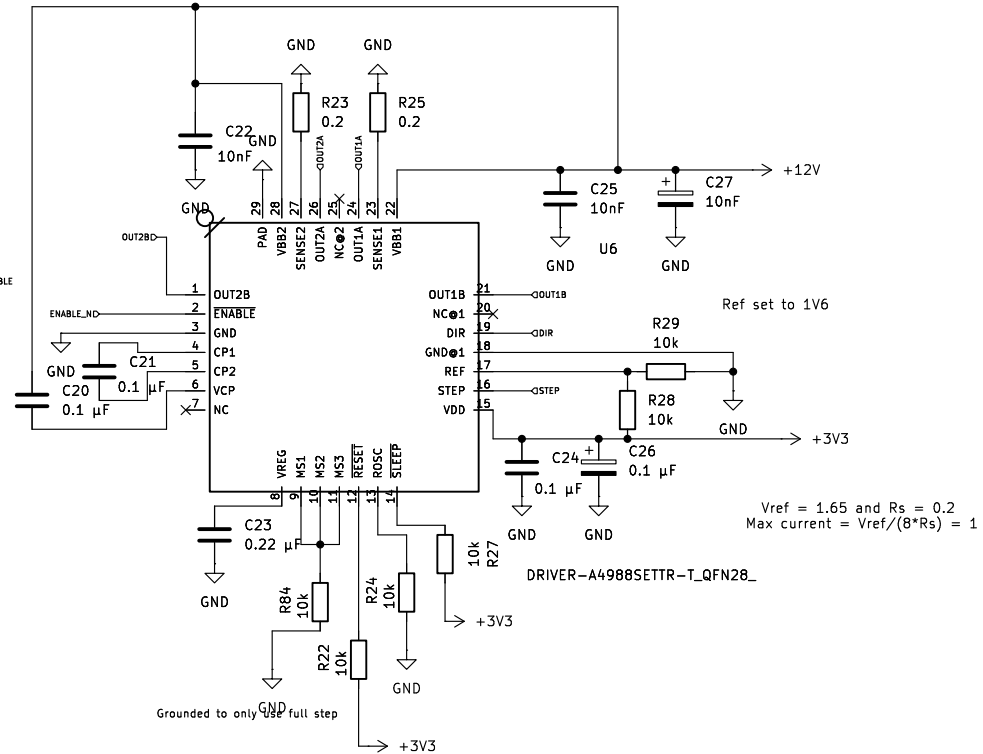 GND
GND
R23
0.2
R25
0.2
C22
10nF
GND
OUT2A
OUT1A
+12V
C25
10nF
C27
10nF
+
GND
29
28
27
26
25
24
23
22
PAD
VBB2
SENSE2
OUT2A
NC@2
OUT1A
SENSE1
VBB1
U6
GND
GND
OUT2B
BLE
1
OUT2B
ENABLE_N
2
ENABLE
3
GND
4
CP1
5
CP2
6
VCP
7
NC
GND
C21
0.1 µF
C20
0.1 µF
OUT1B
21
OUT1B
NC@1
20
DIR
19
DIR
GND@1
18
REF
17
STEP
16
STEP
VDD
15
Ref set to 1V6
R29
10k
R28
10k
GND
+3V3
C24
0.1 µF
+
C26
0.1 µF
GND
GND
VREG
MS1
MS2
MS3
RESET
ROSC
SLEEP
8
9
10
11
12
13
14
Vref = 1.65 and Rs = 0.2
Max current = Vref/(8*Rs) = 1
C23
0.22 µF
GND
10k
R27
DRIVER-A4988SETTR-T_QFN28_
R84
10k
R24
10k
+3V3
R22
10k
GND
GND
Grounded to only use full step
+3V3